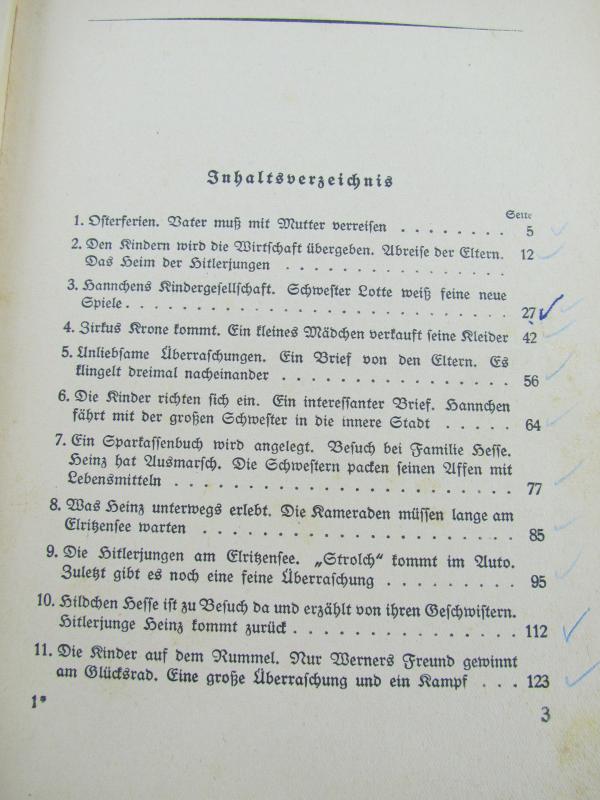 Inhaltsverzeichnis
Seite
1. Osterferien. Vater muß mit Mutter verreisen . . . . . . . . 5
2. Den Kindern wird die Wirtschaft übergeben. Abreise der Eltern. 12
Das Heim der Hitlerjungen . . . . . . . . . . . . . . .
3. Hannchens Kindergesellschaft. Schwester Lotte weiß feine neue
Spiele . . . . . . . . . . . . . . . . . . . . . . . . . . 27
4. Zirkus Krone kommt. Ein kleines Mädchen verkauft seine Kleider 42
5. Unliebsame Überraschungen. Ein Brief von den Eltern. Es
klingelt dreimal nacheinander . . . . . . . . . . . . . . . . 56
6. Die Kinder richten sich ein. Ein interessanter Brief. Hannchen
fährt mit der großen Schwester in die innere Stadt . . . . . 64
7. Ein Sparkassenbuch wird angelegt. Besuch bei Familie Hesse.
Heinz hat Ausmarsch. Die Schwestern packen seinen Affen mit
Lebensmitteln . . . . . . . . . . . . . . . . . . . . . . . 77
8. Was Heinz unterwegs erlebt. Die Kameraden müssen lange am
Elritzensee warten . . . . . . . . . . . . . . . . . . . . 85
9. Die Hitlerjungen am Elritzensee. „Strolch“ kommt im Auto.
Zuletzt gibt es noch eine feine Überraschung . . . . . . . . . 95
10. Hildchen Hesse ist zu Besuch da und erzählt von ihren Geschwistern.
Hitlerjunge Heinz kommt zurück . . . . . . . . . . . . . . . 112
11. Die Kinder auf dem Rummel. Nur Werners Freund gewinnt
am Glücksrad. Eine große Überraschung und ein Kampf . . . 123
1*
3